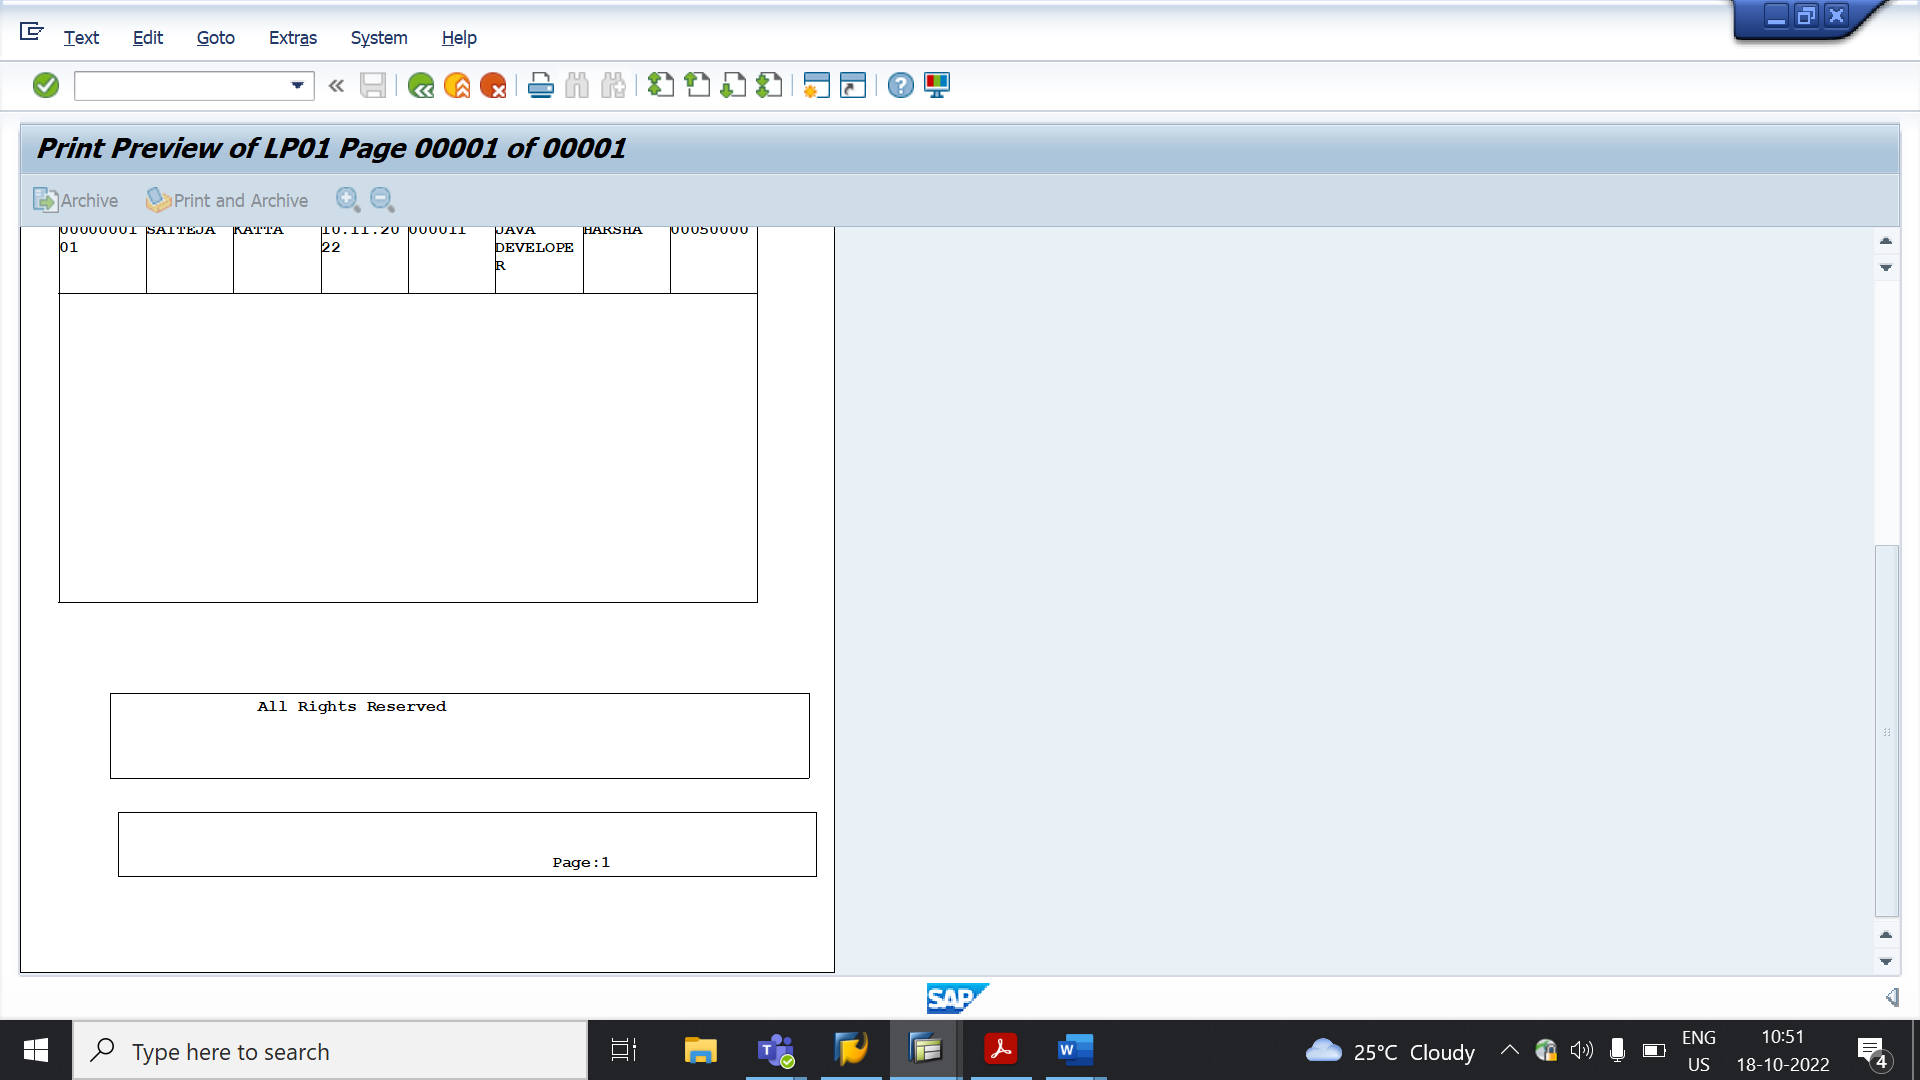 Text Edit Goto Extras System Help
Print Preview of LP01 Page 00001 of 00001
Archive Print and Archive
00000001 SAITEJA KATTA 10.11.20 000011 JAVA HARSHA 00050000
01 22 DEVELOPE
R
All Rights Reserved
Page:1
SAP
Type here to search
25°C Cloudy
ENG
US
10:51
18-10-2022
4